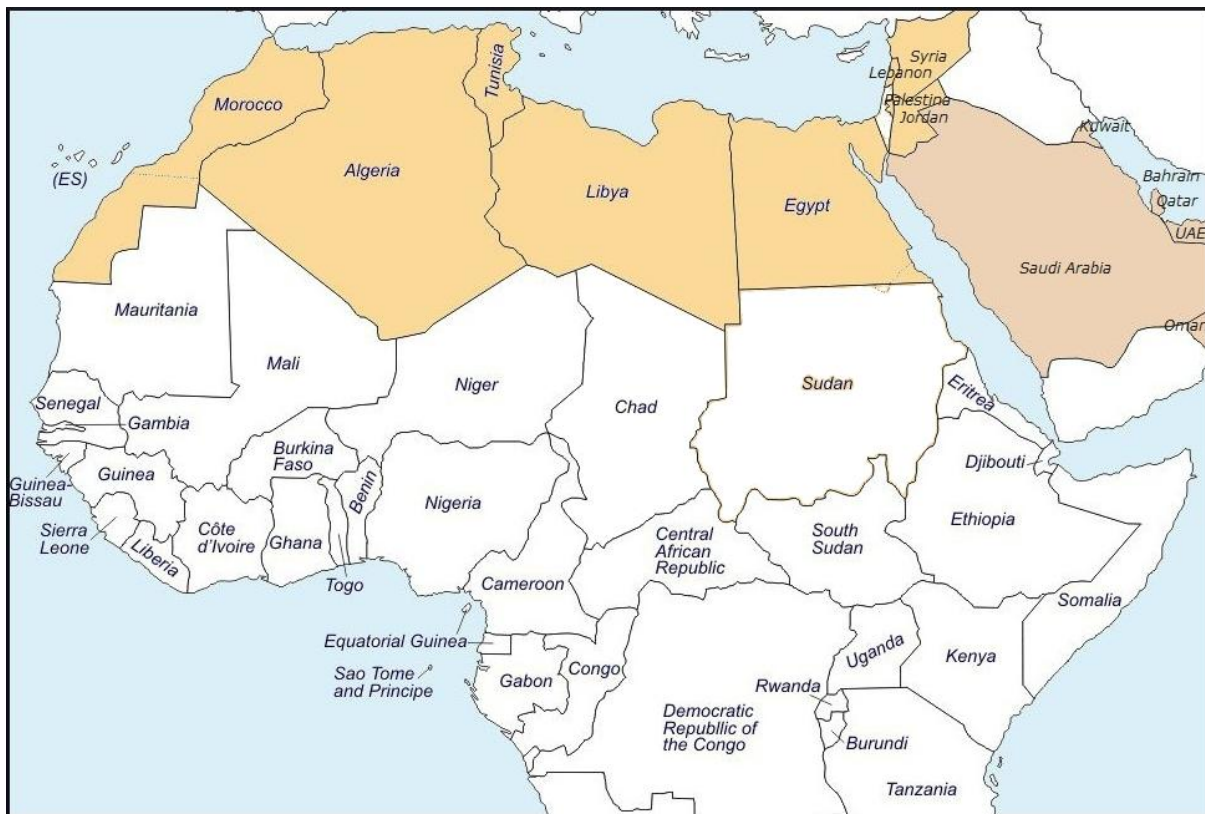 Syria
Lebanon
Tunisia
Morocco
Palestina
Jordan
Kuwait
(ES)
Algeria
Libya
Egypt
Bahrain
Qatar
UAE
Saudi Arabia
Mauritania
Oman
Mali
Niger
Chad
Sudan
Eritrea
Senegal
Gambia
Burkina
Faso
Djibouti
Guinea-
Bissau
Guinea
Benin
Nigeria
Ethiopia
Sierra
Leone
Liberia
Côte
d'Ivoire
Ghana
Togo
Central
African
Republic
South
Sudan
Cameroon
Somalia
Equatorial Guinea
Sao Tome
and Principe
Gabon
Congo
Uganda
Kenya
Rwanda
Democratic
Republlic of
the Congo
Burundi
Tanzania